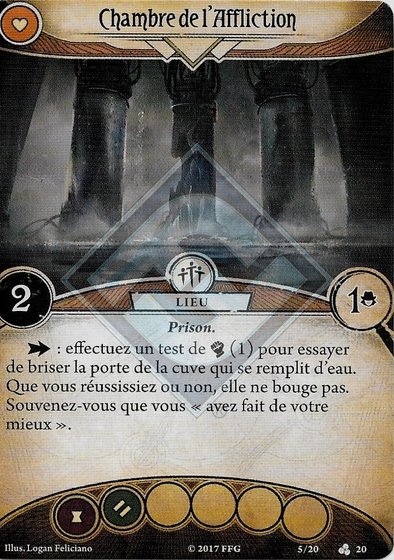 Chambre de l'Affliction
2
LIEU
1
Prison.
: effectuez un test de (1) pour essayer
de briser la porte de la cuve qui se remplit d'eau.
Que vous réussissiez ou non, elle ne bouge pas.
Souvenez-vous que vous « avez fait de votre
mieux ».
Illus. Logan Feliciano © 2017 FFG 5/20 20